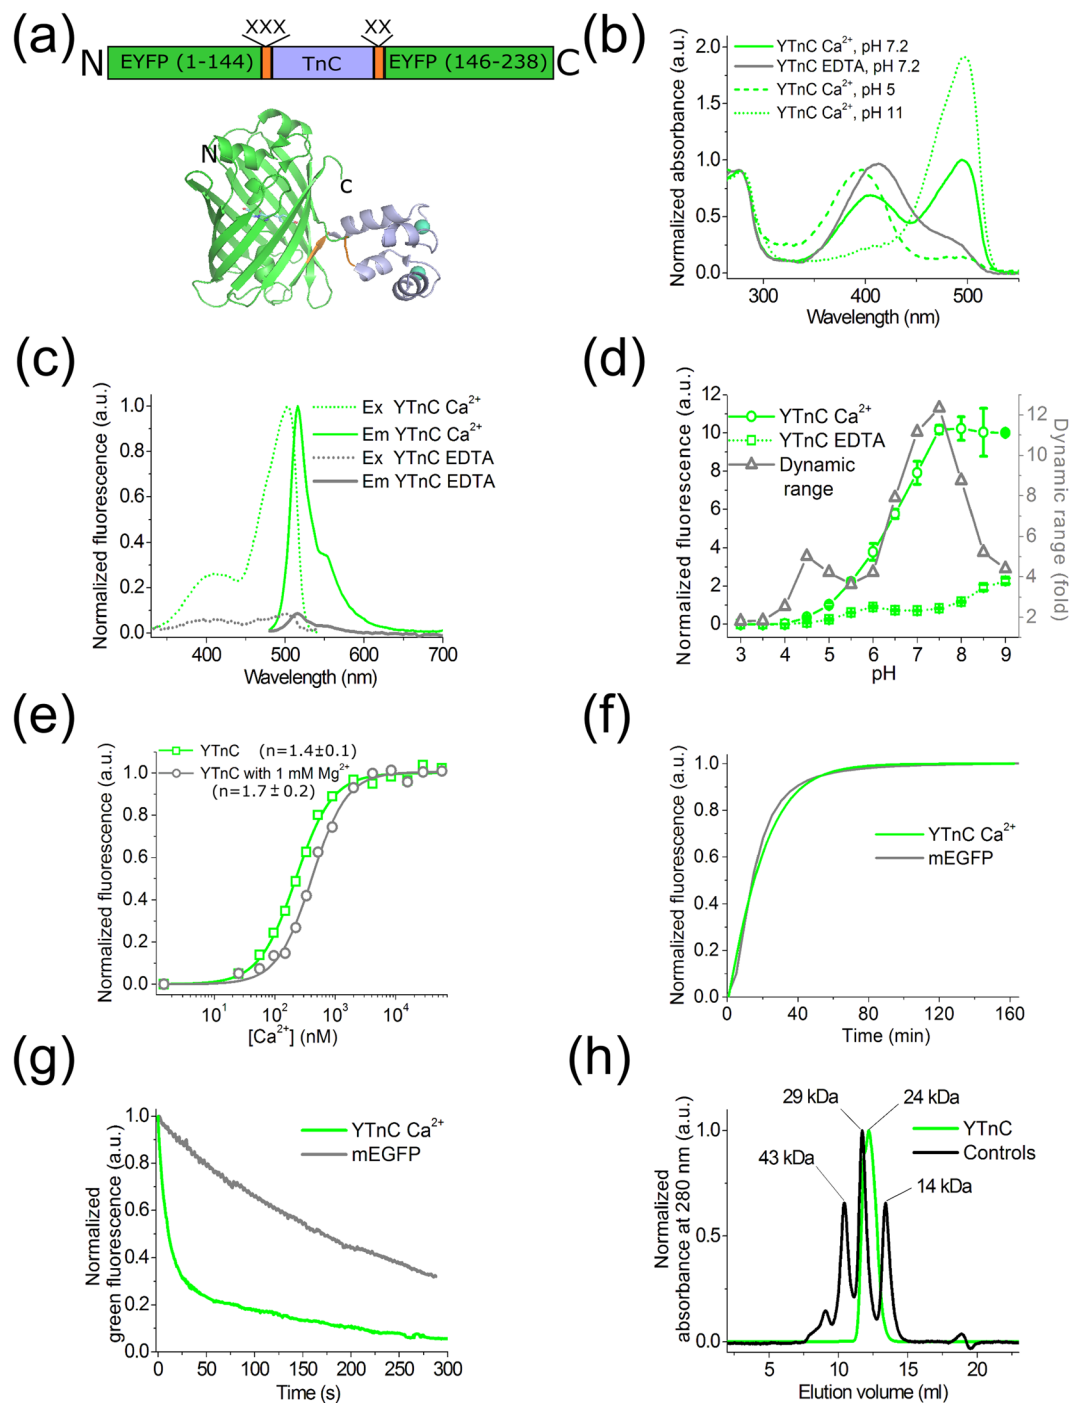 (a)
XXX XX
N EYFP (1-144) TnC EYFP (146-238) C
N
c
(b)
Normalized absorbance (a.u.)
2.0
1.5
1.0
0.5
0.0
YTnC Ca²⁺, pH 7.2
YTnC EDTA, pH 7.2
YTnC Ca²⁺, pH 5
YTnC Ca²⁺, pH 11
300 400 500
Wavelength (nm)
(c)
Normalized fluorescence (a.u.)
1.0
0.8
0.6
0.4
0.2
0.0
Ex YTnC Ca²⁺
Em YTnC Ca²⁺
Ex YTnC EDTA
Em YTnC EDTA
400 500 600 700
Wavelength (nm)
(d)
Normalized fluorescence (a.u.)
12
10
8
6
4
2
0
YTnC Ca²⁺
YTnC EDTA
Dynamic
range
12
10
8
6
4
2
Dynamic range
(fold)
3 4 5 6 7 8 9
pH
(e)
Normalized fluorescence (a.u.)
1.0
0.8
0.6
0.4
0.2
0.0
YTnC (n=1.4±0.1)
YTnC with 1 mM Mg²⁺
(n=1.7±0.2)
10¹ 10² 10³ 10⁴
[Ca²⁺] (nM)
(f)
Normalized fluorescence (a.u.)
1.0
0.8
0.6
0.4
0.2
0.0
YTnC Ca²⁺
mEGFP
0 40 80 120 160
Time (min)
(g)
Normalized
green fluorescence (a.u.)
1.0
0.8
0.6
0.4
0.2
0.0
YTnC Ca²⁺
mEGFP
0 50 100 150 200 250 300
Time (s)
(h)
Normalized
absorbance at 280 nm (a.u.)
1.0
0.5
0.0
29 kDa 24 kDa
43 kDa
14 kDa
YTnC
Controls
5 10 15 20
Elution volume (ml)